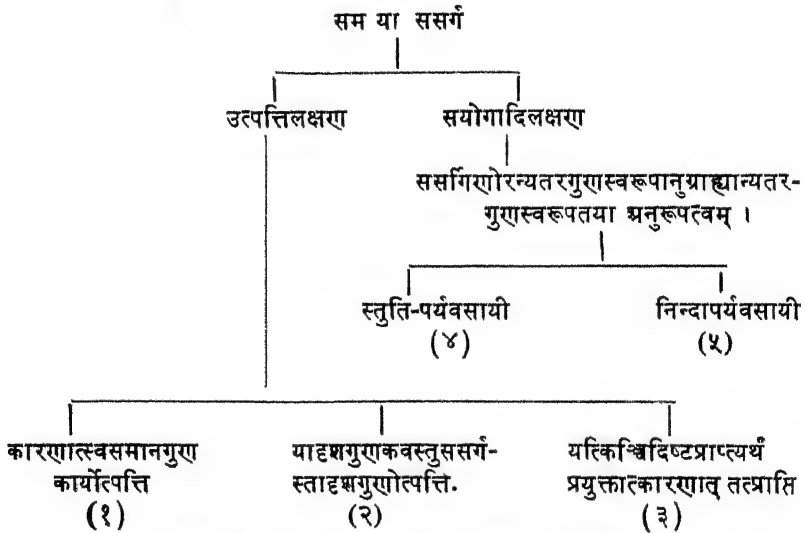 सम या ससर्ग
उत्पत्तिलक्षण सयोगादिलक्षण
ससर्गिणोरन्यतरगुणस्वरूपानुग्राह्यान्यतर-
गुणस्वरूपतया अनुरूपत्वम् ।
स्तुति-पर्यवसायी निन्दापर्यवसायी
(४) (५)
कारणात्स्वसमानगुण यादृशगुणकवस्तुससर्ग- यत्किञ्चिदिष्टप्राप्त्यर्थं
कार्योत्पत्ति स्तादृशगुणोत्पत्ति. प्रयुक्तात्कारणात् तत्प्राप्ति
(१) (२) (३)